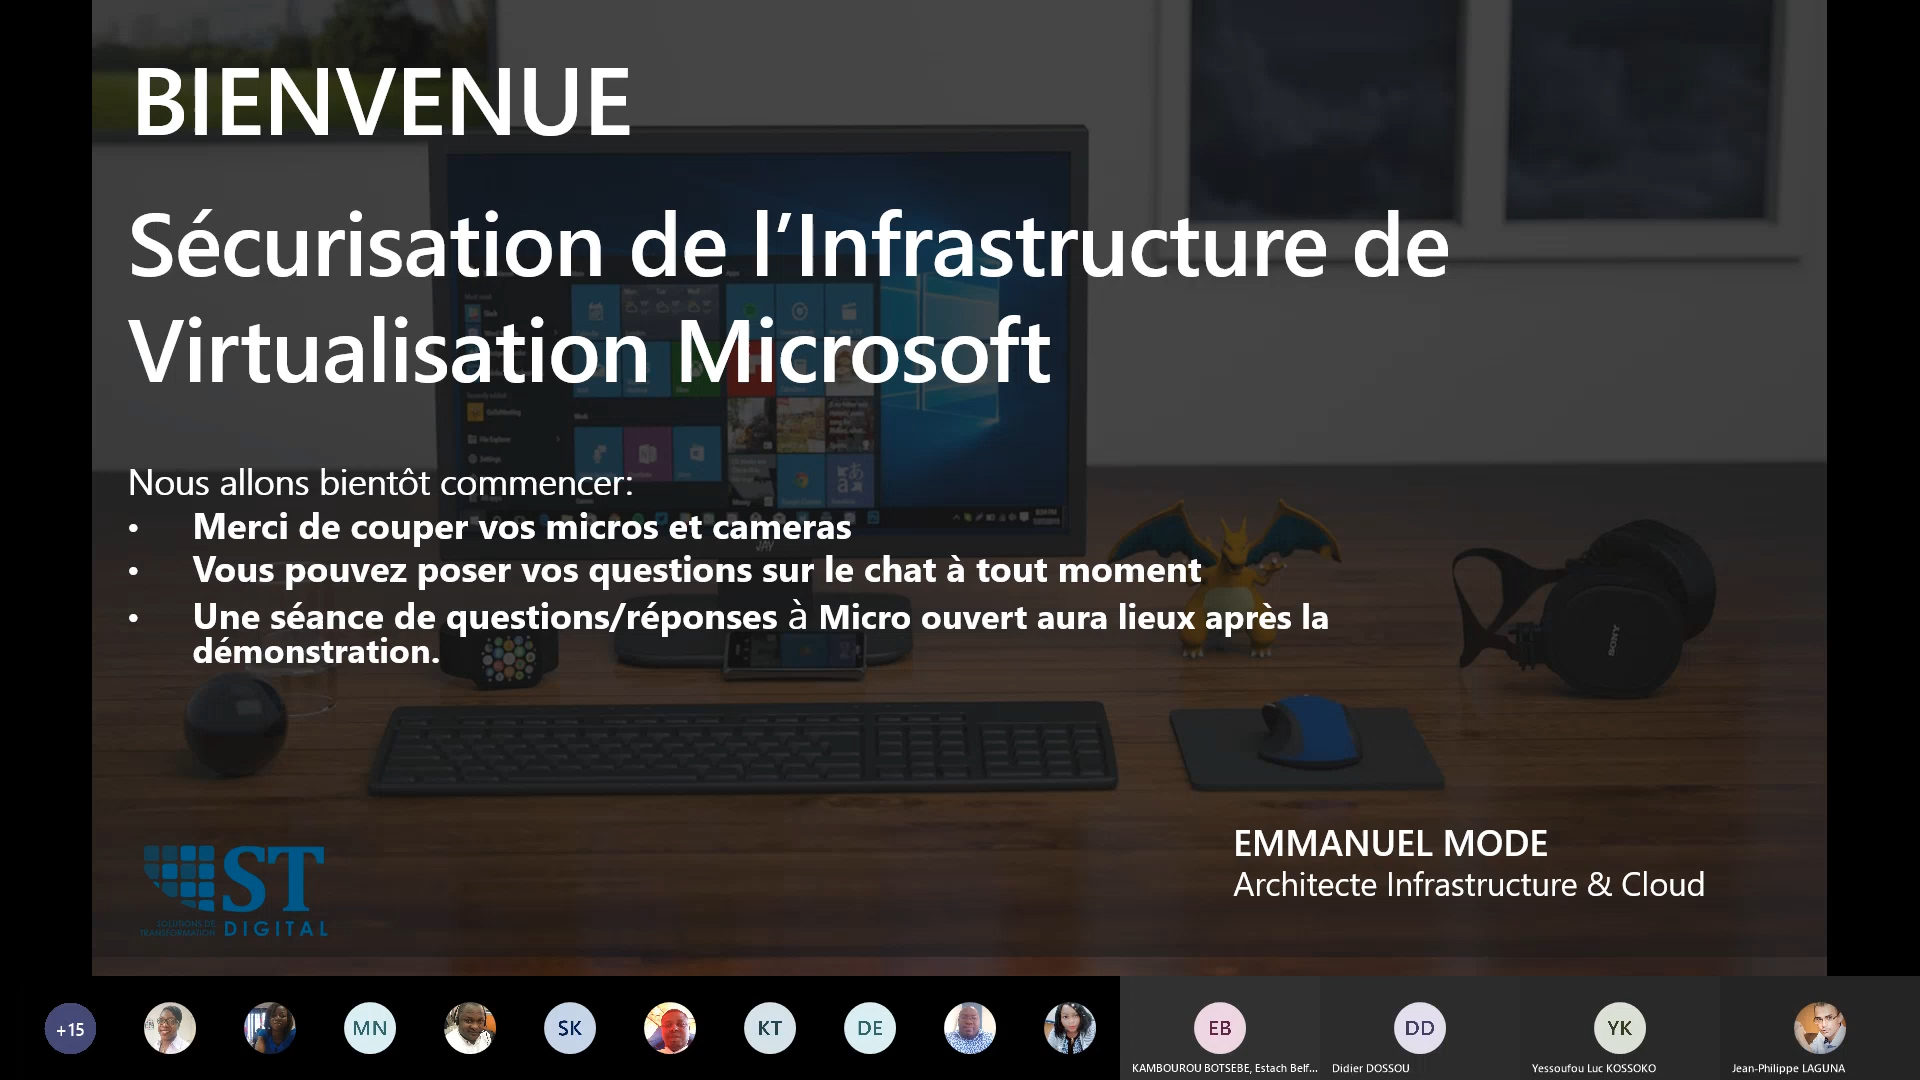 BIENVENUE
Sécurisation de l’Infrastructure de
Virtualisation Microsoft
Nous allons bientôt commencer:
• Merci de couper vos micros et cameras
• Vous pouvez poser vos questions sur le chat à tout moment
• Une séance de questions/réponses à Micro ouvert aura lieux après la
démonstration.
JAY
SONY
EMMANUEL MODE
Architecte Infrastructure & Cloud
ST
SOLUTIONS DE
TRANSFORMATION
DIGITAL
+15
MN
SK
KT
DE
EB
DD
YK
KAMBOUROU BOTSEBE, Estach Belf...
Didier DOSSOU
Yessoufou Luc KOSSOKO
Jean-Philippe LAGUNA